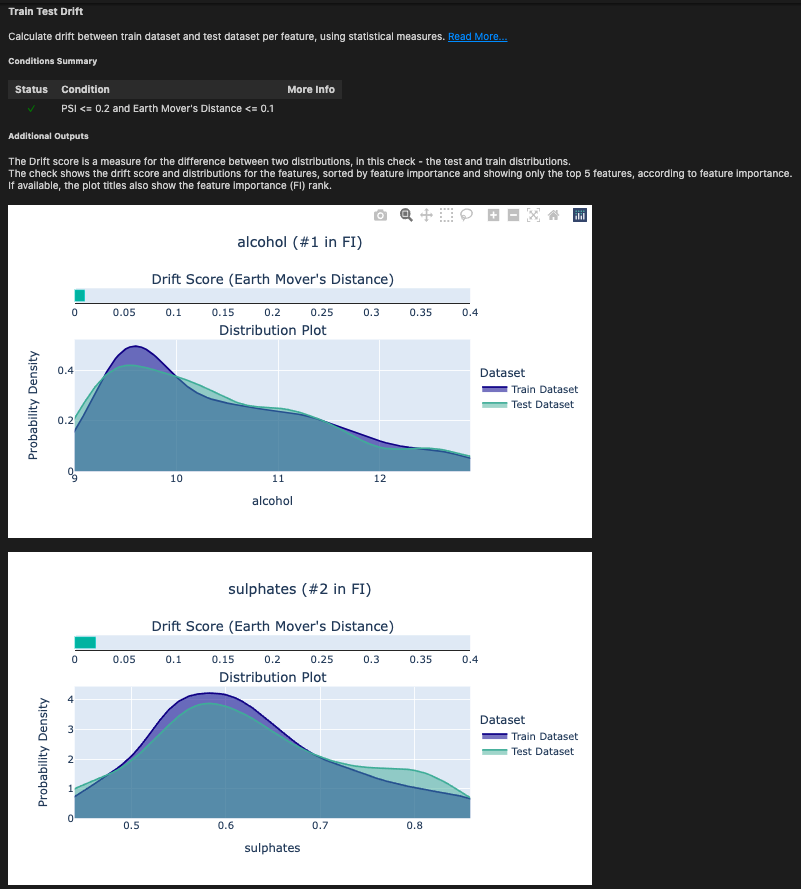 Train Test Drift
Calculate drift between train dataset and test dataset per feature, using statistical measures. Read More...
Conditions Summary
Status Condition More Info
✓ PSI <= 0.2 and Earth Mover's Distance <= 0.1
Additional Outputs
The Drift score is a measure for the difference between two distributions, in this check - the test and train distributions.
The check shows the drift score and distributions for the features, sorted by feature importance and showing only the top 5 features, according to feature importance.
If available, the plot titles also show the feature importance (FI) rank.
alcohol (#1 in FI)
Drift Score (Earth Mover's Distance)
0 0.05 0.1 0.15 0.2 0.25 0.3 0.35 0.4
Distribution Plot
Probability Density
0.4
0.2
0
9 10 11 12
alcohol
Dataset
Train Dataset
Test Dataset
sulphates (#2 in FI)
Drift Score (Earth Mover's Distance)
0 0.05 0.1 0.15 0.2 0.25 0.3 0.35 0.4
Distribution Plot
Probability Density
4
3
2
1
0
0.5 0.6 0.7 0.8
sulphates
Dataset
Train Dataset
Test Dataset